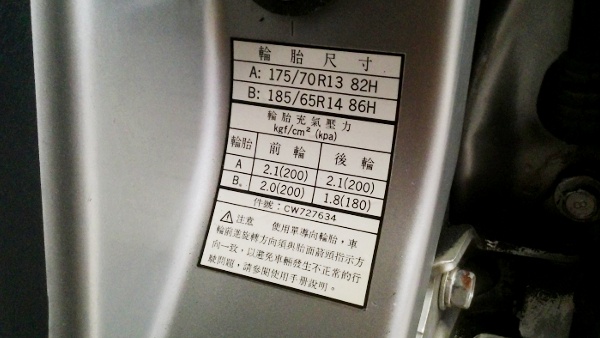 輪胎尺寸
A: 175/70R13 82H
B: 185/65R14 86H
輪胎充氣壓力
kgf/cm² (kpa)
輪胎 前輪 後輪
A 2.1(200) 2.1(200)
B。 2.0(200) 1.8(180)
件號:CW727634
⚠注意 使用單導向輪胎,車
輪前進旋轉方向須與胎面箭頭指示方
向一致,以避免車輛發生不正常的行
駛問題,請參閱使用手册說明。